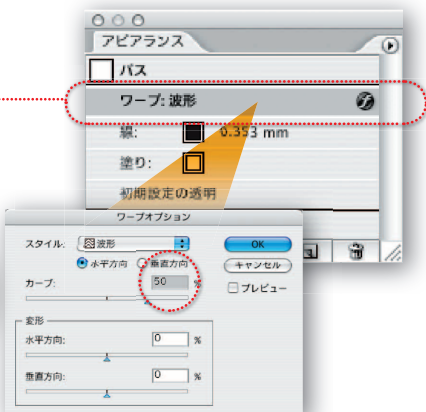 アピアランス
パス
ワープ: 波形
線: 0.353 mm
塗り:
初期設定の透明
ワープオプション
スタイル: 波形 OK
水平方向 垂直方向 キャンセル
カーブ: 50 % プレビュー
変形
水平方向: 0 %
垂直方向: 0 %